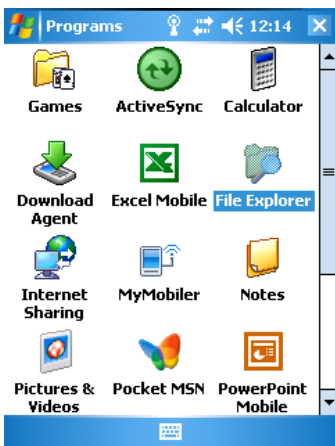 Programs 12:14
Games ActiveSync Calculator
Download Agent Excel Mobile File Explorer
Internet Sharing MyMobiler Notes
Pictures & Videos Pocket MSN PowerPoint Mobile